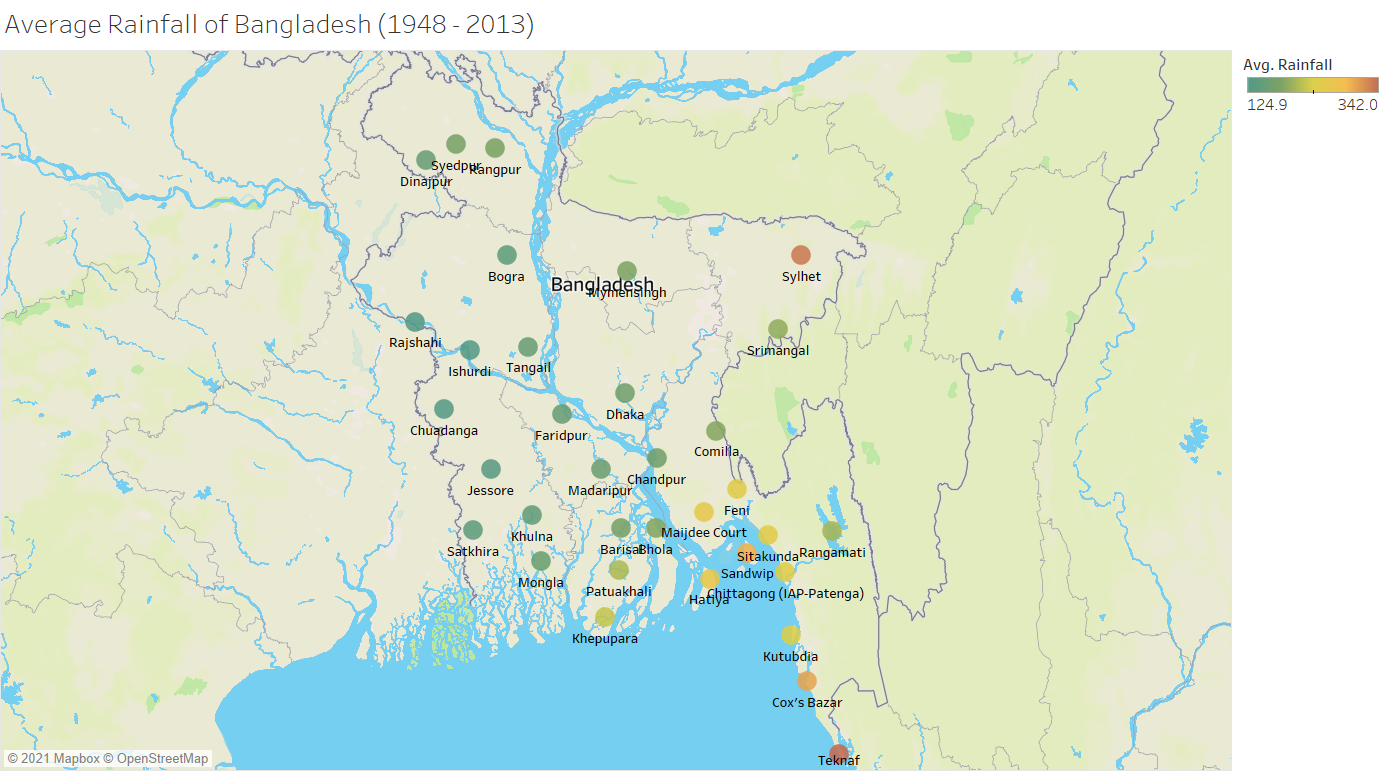 Average Rainfall of Bangladesh (1948 - 2013)
Avg. Rainfall
124.9 342.0
Syedpur
Rangpur
Dinajpur
Bogra
Sylhet
Bangladesh
Mymensingh
Rajshahi
Srimangal
Tangail
Ishurdi
Dhaka
Chuadanga
Faridpur
Comilla
Chandpur
Jessore
Madaripur
Feni
Maijdee Court
Khulna
Satkhira
Barisal
Bhola
Rangamati
Sitakunda
Sandwip
Mongla
Patuakhali
Chittagong (IAP-Patenga)
Hatiya
Khepupara
Kutubdia
Cox's Bazar
Teknaf
© 2021 Mapbox © OpenStreetMap